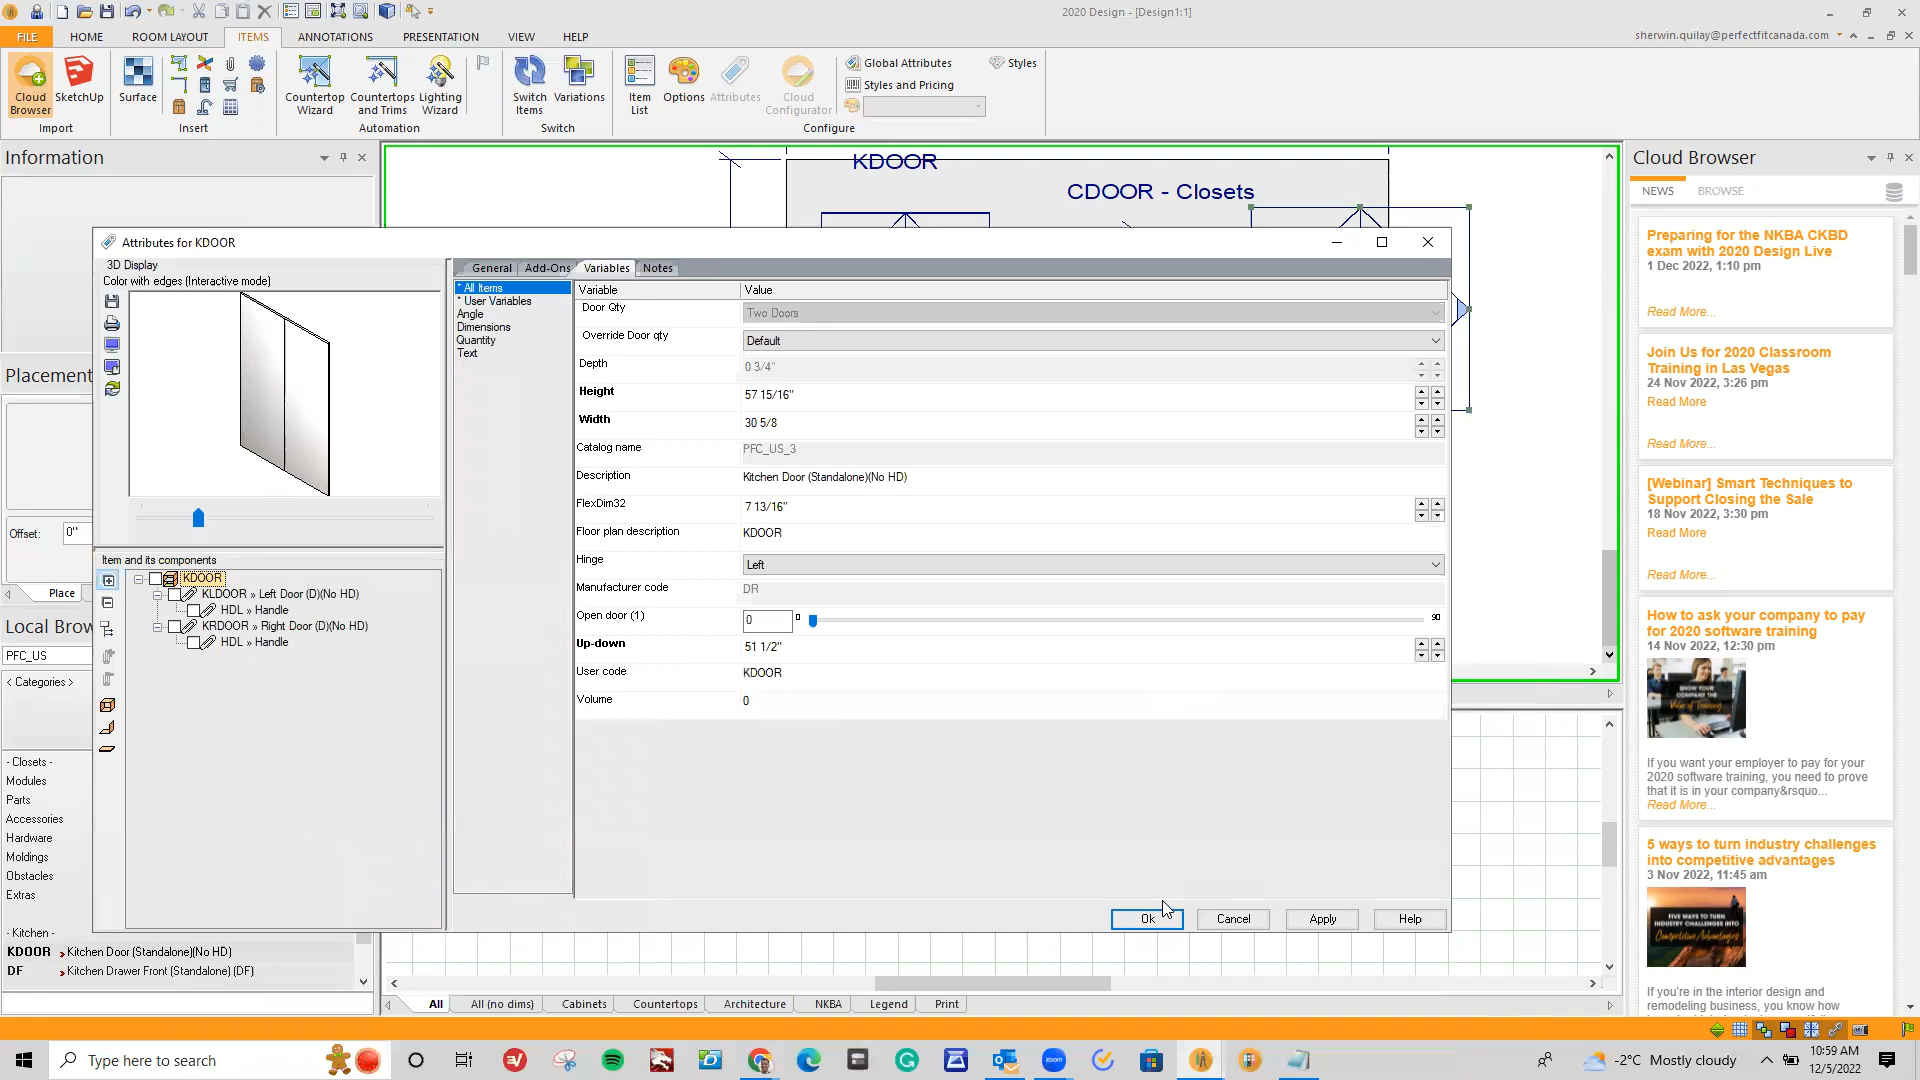 2020 Design - [Design1:1]
FILE
HOME
ROOM LAYOUT
ITEMS
ANNOTATIONS
PRESENTATION
VIEW
HELP
sherwin.quilay@perfectfitcanada.com
Cloud Browser
SketchUp
Import
Surface
Insert
Countertop Wizard
Countertops and Trims
Lighting Wizard
Automation
Switch Items
Variations
Switch
Item List
Options
Attributes
Cloud Configurator
Global Attributes
Styles and Pricing
Styles
Configure
Information
KDOOR
CDOOR - Closets
Cloud Browser
NEWS
BROWSE
Preparing for the NKBA CKBD
exam with 2020 Design Live
1 Dec 2022, 1:10 pm
Read More...
Join Us for 2020 Classroom
Training in Las Vegas
24 Nov 2022, 3:26 pm
Read More
Read More...
[Webinar] Smart Techniques to
Support Closing the Sale
18 Nov 2022, 3:30 pm
Read More
Read More...
How to ask your company to pay
for 2020 software training
14 Nov 2022, 12:30 pm
SHOW YOUR
COMPANY THE
Value of Training
If you want your employer to pay for your
2020 software training, you need to prove
that it is in your company&rsquo...
Read More...
5 ways to turn industry challenges
into competitive advantages
3 Nov 2022, 11:45 am
FIVE WAYS TO TURN
INDUSTRY CHALLENGES
INTO
Competitive Advantages
If you're in the interior design and
remodeling business, you know how
Placement
Offset:
0"
Place
Local Brow
PFC_US
< Categories >
- Closets -
Modules
Parts
Accessories
Hardware
Moldings
Obstacles
Extras
- Kitchen -
KDOOR
Kitchen Door (Standalone)(No HD)
DF
Kitchen Drawer Front (Standalone) (DF)
Attributes for KDOOR
3D Display
Color with edges (Interactive mode)
Item and its components
KDOOR
KLDOOR » Left Door (D)(No HD)
HDL » Handle
KRDOOR » Right Door (D)(No HD)
HDL » Handle
General
Add-Ons
Variables
Notes
* All Items
* User Variables
Angle
Dimensions
Quantity
Text
Variable
Value
Door Qty
Two Doors
Override Door qty
Default
Depth
0 3/4"
Height
57 15/16"
Width
30 5/8
Catalog name
PFC_US_3
Description
Kitchen Door (Standalone)(No HD)
FlexDim32
7 13/16"
Floor plan description
KDOOR
Hinge
Left
Manufacturer code
DR
Open door (1)
0
0
90
Up-down
51 1/2"
User code
KDOOR
Volume
0
Ok
Cancel
Apply
Help
All
All (no dims)
Cabinets
Countertops
Architecture
NKBA
Legend
Print
Type here to search
zoom
-2°C Mostly cloudy
10:59 AM
12/5/2022